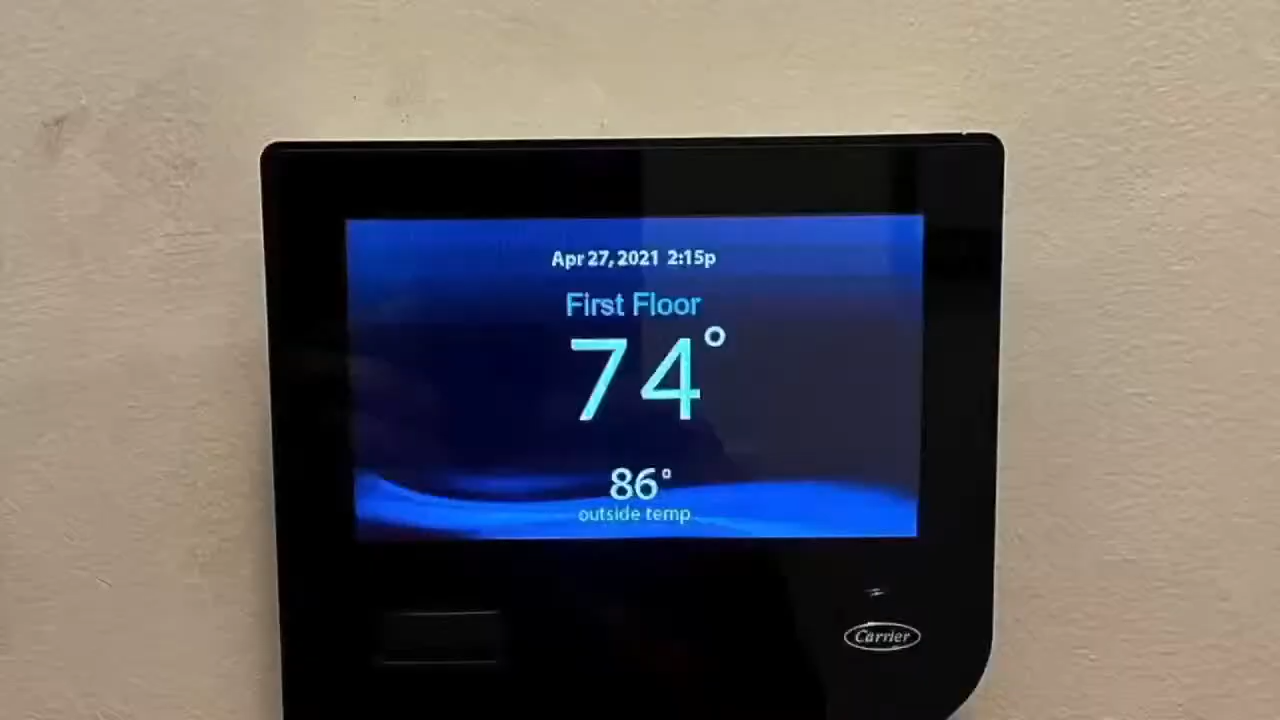 Apr 27, 2021 2:15p
First Floor
74°
86°
outside temp
Carrier